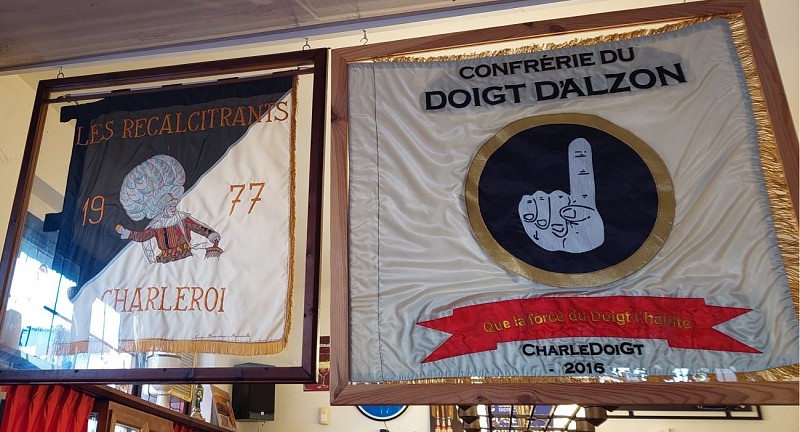 LES RECALCITRANTS
19 77
CHARLEROI
CONFRÉRIE DU
DOIGT D'ALZON
Que la force du Doigt t'habite
CHARLEDOIGT
- 2016